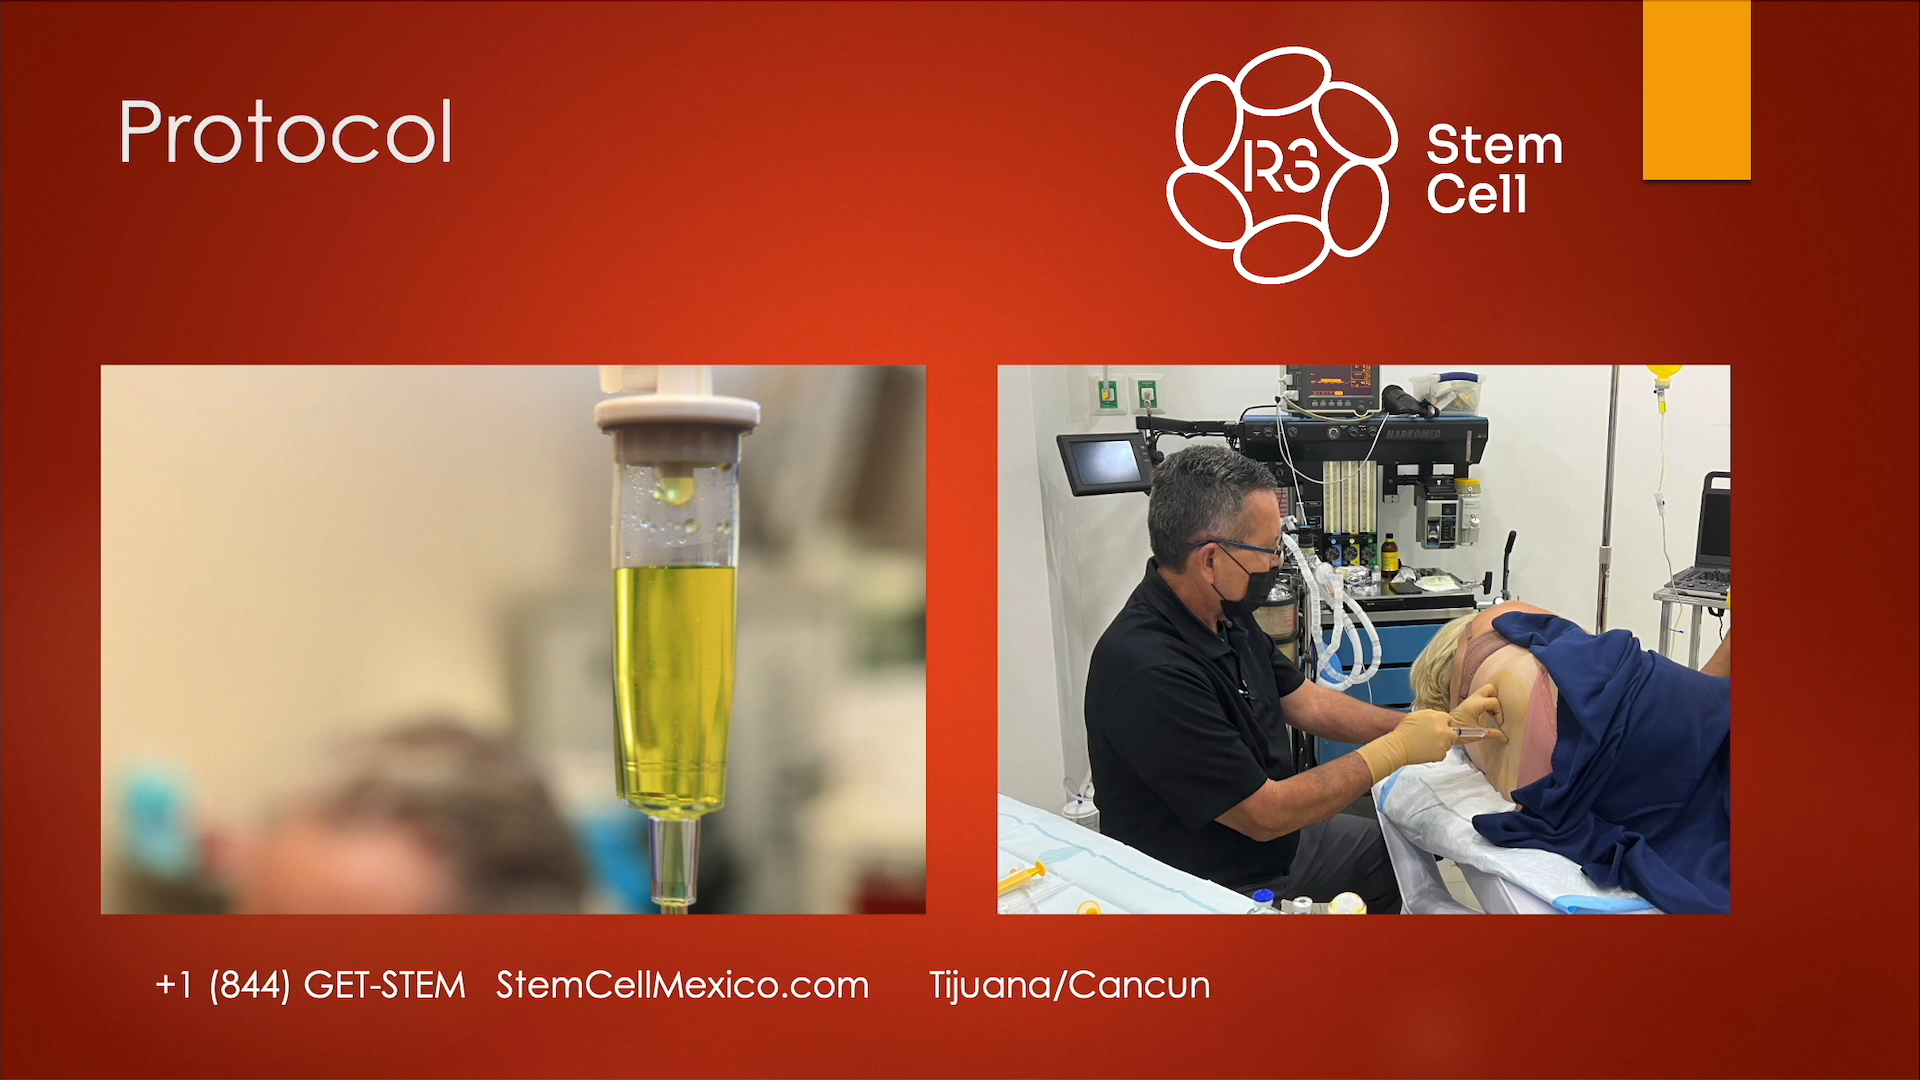 Protocol
R3
Stem
Cell
NARKOMED
+1 (844) GET-STEM StemCellMexico.com Tijuana/Cancun